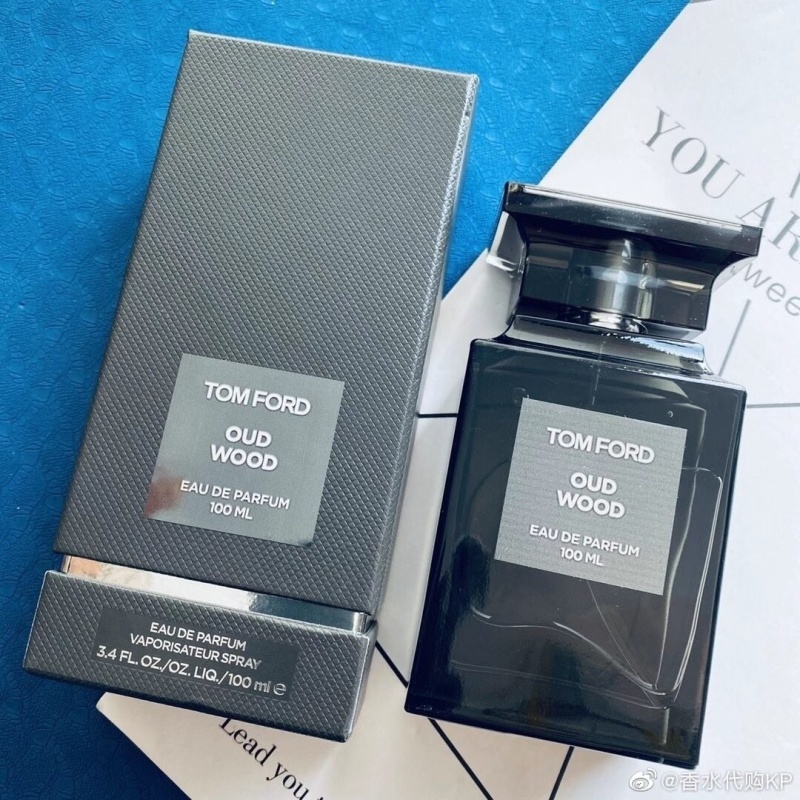 TOM FORD
OUD
WOOD
EAU DE PARFUM
100 ML
EAU DE PARFUM
VAPORISATEUR SPRAY
3.4 FL. OZ./OZ. LIQ./100 ml ℮
TOM FORD
OUD
WOOD
EAU DE PARFUM
100 ML
YOU AR
wee
Lead you
@香水代购KP